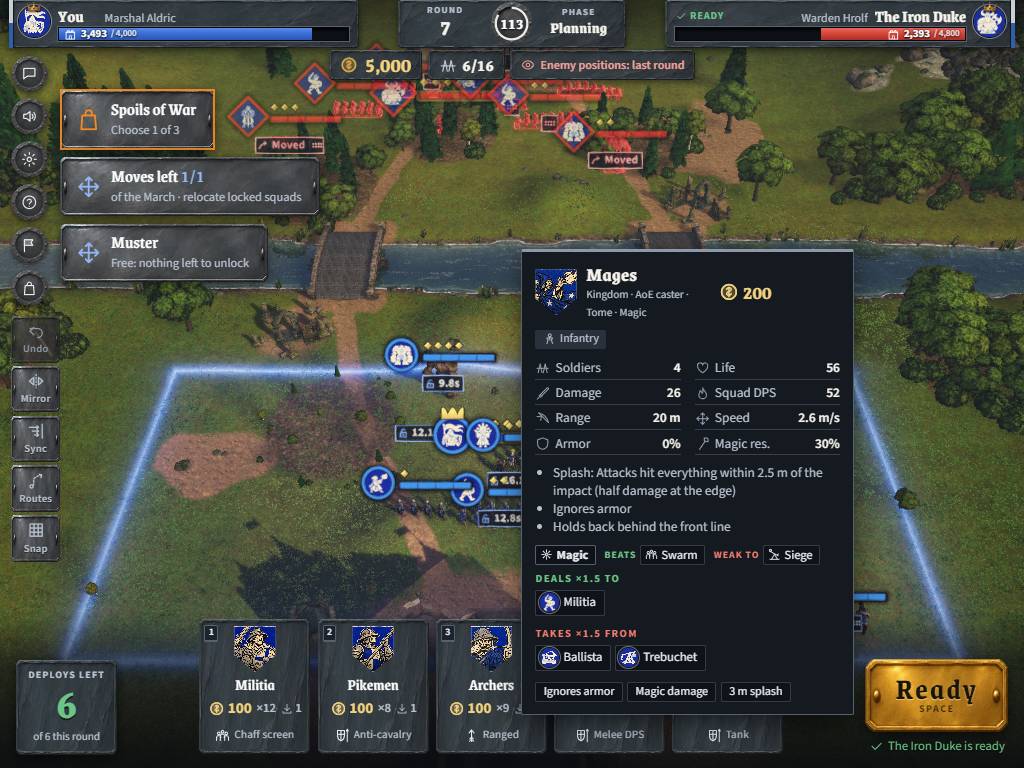 You Marshal Aldric
3,493 / 4,000
ROUND
7
113
PHASE
Planning
READY
Warden Hrolf The Iron Duke
2,393 / 4,800
5,000
6/16
Enemy positions: last round
Spoils of War
Choose 1 of 3
Moved
Moved
Moves left 1/1
of the March · relocate locked squads
Muster
Free: nothing left to unlock
Undo
Mirror
Sync
Routes
Snap
9.8s
12.1
12.8s
Mages
Kingdom · AoE caster ·
Tome · Magic
200
Infantry
Soldiers 4
Life 56
Damage 26
Squad DPS 52
Range 20 m
Speed 2.6 m/s
Armor 0%
Magic res. 30%
• Splash: Attacks hit everything within 2.5 m of the
impact (half damage at the edge)
• Ignores armor
• Holds back behind the front line
Magic BEATS Swarm WEAK TO Siege
DEALS ×1.5 TO
Militia
TAKES ×1.5 FROM
Ballista Trebuchet
Ignores armor Magic damage 3 m splash
DEPLOYS LEFT
6
of 6 this round
1
Militia
100 ×12 1
Chaff screen
2
Pikemen
100 ×8 1
Anti-cavalry
3
Archers
100 ×9
Ranged
Melee DPS
Tank
Ready
SPACE
The Iron Duke is ready